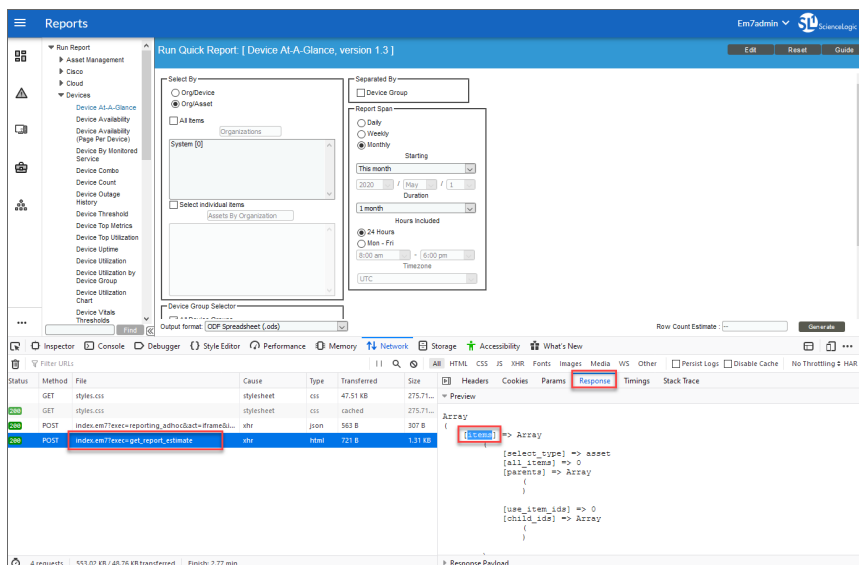 Reports
Em7admin
SL1 ScienceLogic
Run Report
Asset Management
Cisco
Cloud
Devices
Device At-A-Glance
Device Availability
Device Availability
(Page Per Device)
Device By Monitored
Service
Device Combo
Device Count
Device Outage
History
Device Threshold
Device Top Metrics
Device Top Utilization
Device Uptime
Device Utilization
Device Utilization by
Device Group
Device Utilization
Chart
Device Vitals
Thresholds
Find
Run Quick Report: [ Device At-A-Glance, version 1.3 ]
Edit Reset Guide
Select By
Org/Device
Org/Asset
All items
Organizations
System [0]
Select individual items
Assets By Organization
Device Group Selector
Separated By
Device Group
Report Span
Daily
Weekly
Monthly
Starting
This month
2020 / May / 1
Duration
1 month
Hours Included
24 Hours
Mon - Fri
8:00 am - 6:00 pm
Timezone
UTC
Output format: ODF Spreadsheet (.ods)
Row Count Estimate : --
Generate
Inspector Console Debugger {} Style Editor Performance Memory Network Storage Accessibility What's New
Filter URLs
All HTML CSS JS XHR Fonts Images Media WS Other Persist Logs Disable Cache No Throttling HAR
Status Method File Cause Type Transferred Size
GET styles.css stylesheet css 47.51 KB 275.71...
200 GET styles.css stylesheet css cached 275.71...
200 POST index.em7?exec=reporting_adhoc&act=iframe&i... xhr json 563 B 307 B
200 POST index.em7?exec=get_report_estimate xhr html 721 B 1.31 KB
Headers Cookies Params Response Timings Stack Trace
Preview
Array
(
[items] => Array
(
[select_type] => asset
[all_items] => 0
[parents] => Array
(
)
[use_item_ids] => 0
[child_ids] => Array
(
)
Response Payload
4 requests 553.02 KB / 48.76 KB transferred Finish: 2.77 min